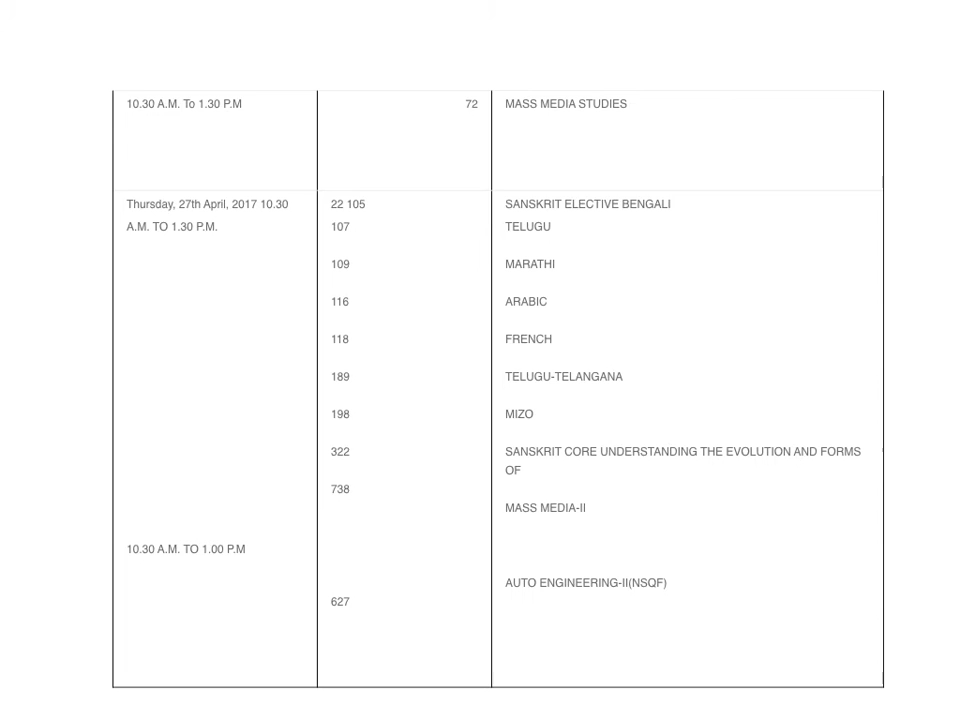 10.30 A.M. To 1.30 P.M 72 MASS MEDIA STUDIES
Thursday, 27th April, 2017 10.30 22 105 SANSKRIT ELECTIVE BENGALI
A.M. TO 1.30 P.M. 107 TELUGU
109 MARATHI
116 ARABIC
118 FRENCH
189 TELUGU-TELANGANA
198 MIZO
322 SANSKRIT CORE UNDERSTANDING THE EVOLUTION AND FORMS
OF
738
MASS MEDIA-II
10.30 A.M. TO 1.00 P.M
AUTO ENGINEERING-II(NSQF)
627